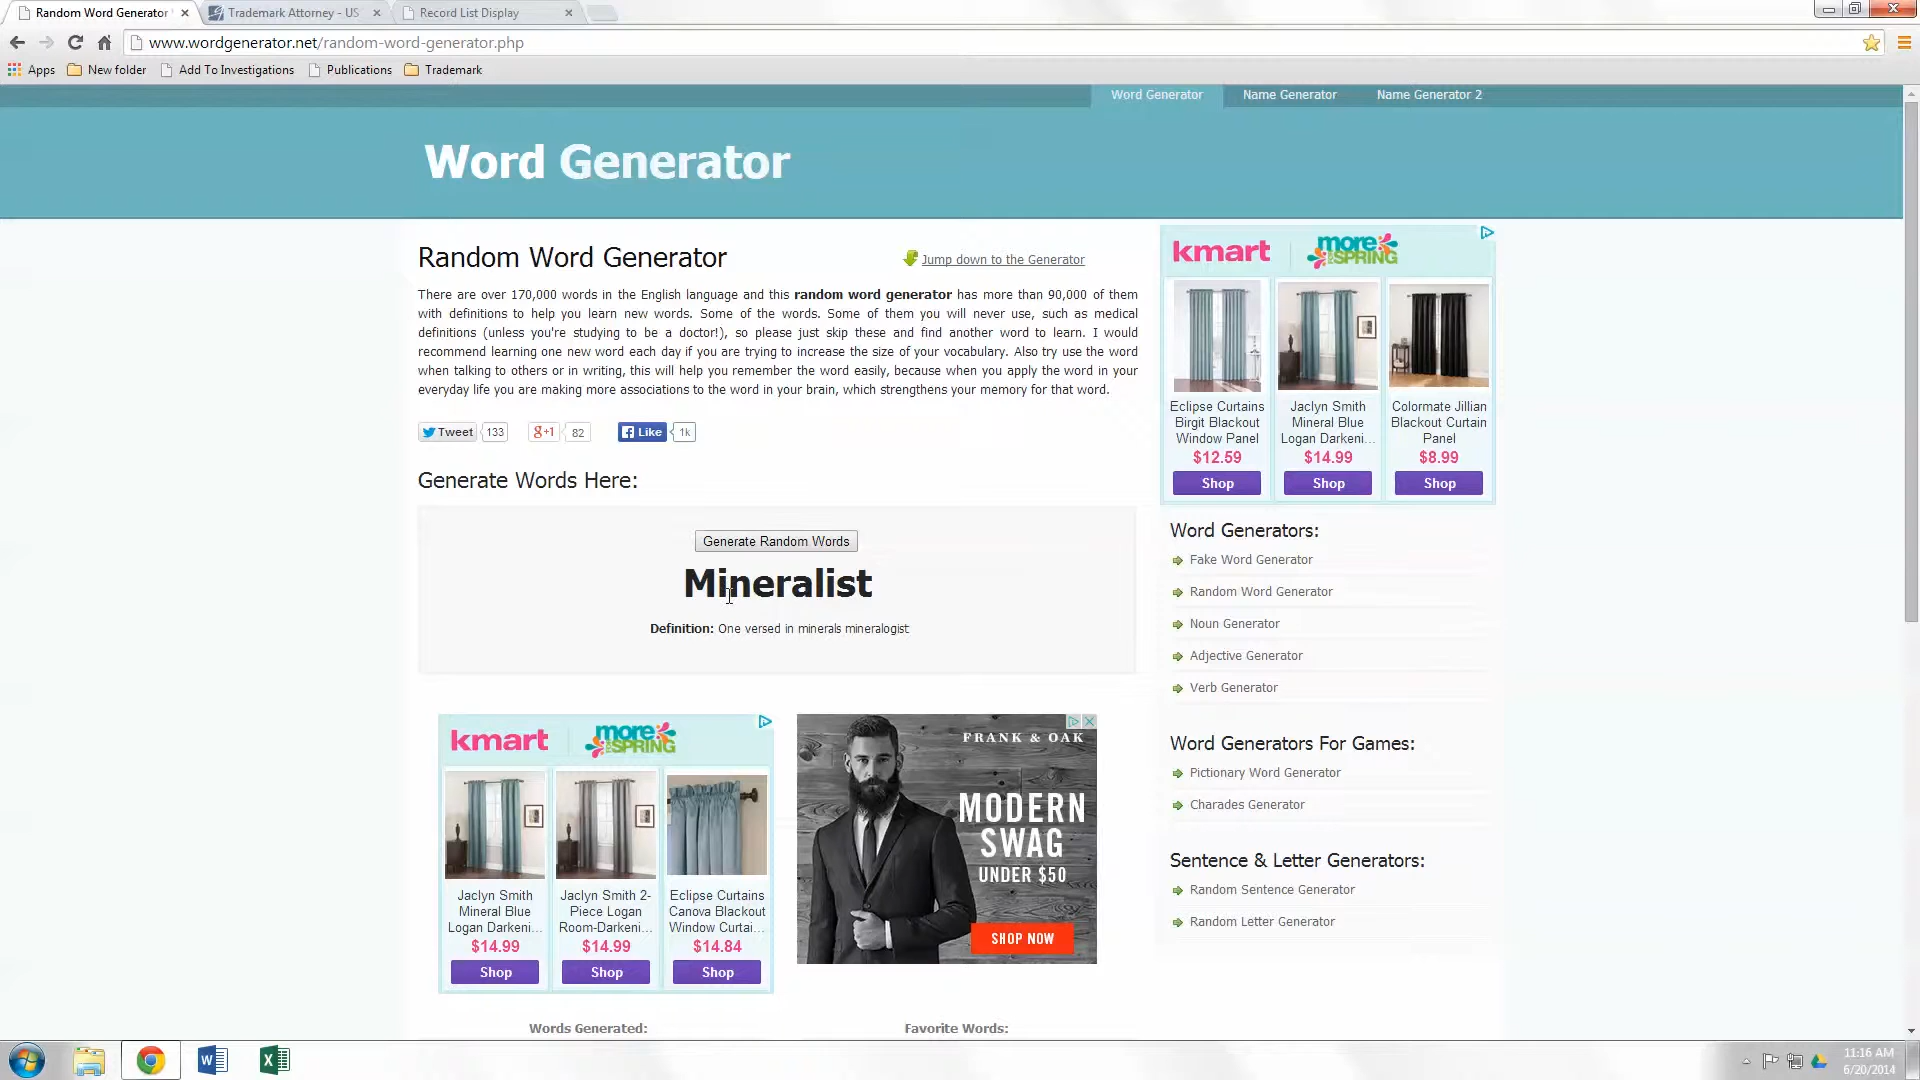 Random Word Generator
Trademark Attorney - US
Record List Display
www.wordgenerator.net/random-word-generator.php
Apps
New folder
Add To Investigations
Publications
Trademark
Word Generator
Name Generator
Name Generator 2
Word Generator
Random Word Generator
Jump down to the Generator
There are over 170,000 words in the English language and this random word generator has more than 90,000 of them
with definitions to help you learn new words. Some of the words. Some of them you will never use, such as medical
definitions (unless you're studying to be a doctor!), so please just skip these and find another word to learn. I would
recommend learning one new word each day if you are trying to increase the size of your vocabulary. Also try use the word
when talking to others or in writing, this will help you remember the word easily, because when you apply the word in your
everyday life you are making more associations to the word in your brain, which strengthens your memory for that word.
Tweet 133
g+1 82
Like 1k
Generate Words Here:
Generate Random Words
Mineralist
Definition: One versed in minerals mineralogist
kmart
more
SPRING
Jaclyn Smith
Mineral Blue
Logan Darkeni...
$14.99
Shop
Jaclyn Smith 2-
Piece Logan
Room-Darkeni...
$14.99
Shop
Eclipse Curtains
Canova Blackout
Window Curtai...
$14.84
Shop
FRANK & OAK
MODERN
SWAG
UNDER $50
SHOP NOW
Words Generated:
Favorite Words:
kmart
more
SPRING
Eclipse Curtains
Birgit Blackout
Window Panel
$12.59
Shop
Jaclyn Smith
Mineral Blue
Logan Darkeni...
$14.99
Shop
Colormate Jillian
Blackout Curtain
Panel
$8.99
Shop
Word Generators:
Fake Word Generator
Random Word Generator
Noun Generator
Adjective Generator
Verb Generator
Word Generators For Games:
Pictionary Word Generator
Charades Generator
Sentence & Letter Generators:
Random Sentence Generator
Random Letter Generator
11:16 AM
6/20/2014